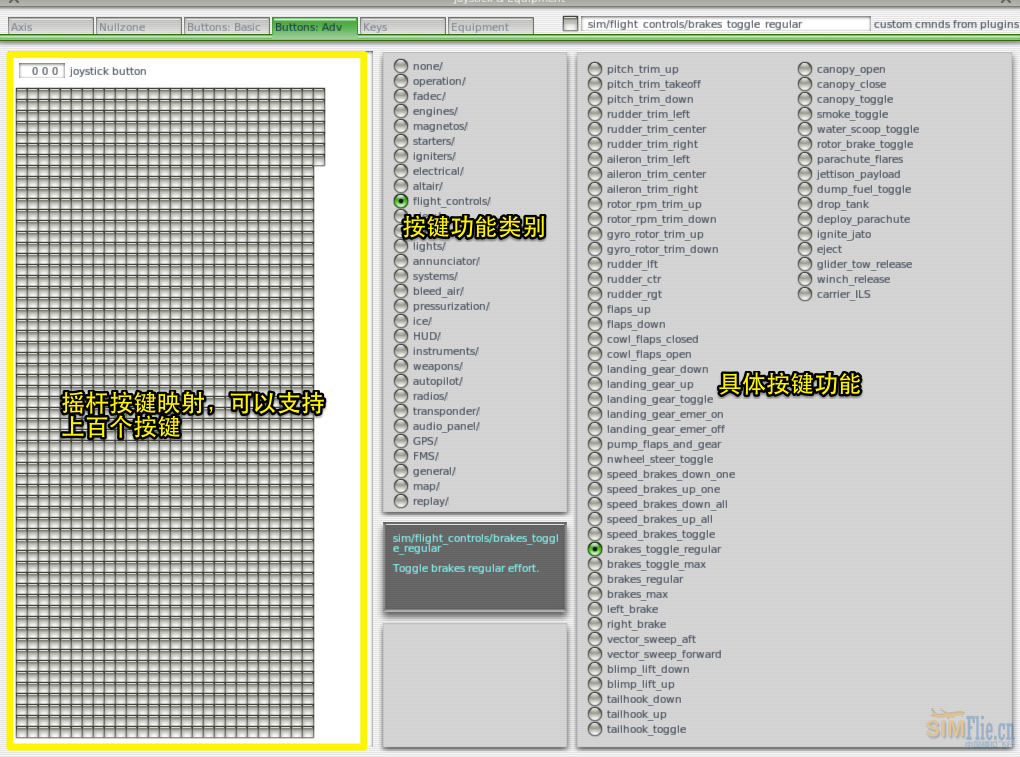 Joystick & Equipment
Axis
Nullzone
Buttons: Basic
Buttons: Adv
Keys
Equipment
sim/flight_controls/brakes_toggle_regular
custom cmnds from plugins
0 0 0 joystick button
摇杆按键映射，可以支持
上百个按键
none/
operation/
fadec/
engines/
magnetos/
starters/
igniters/
electrical/
altair/
flight_controls/
按键功能类别
lights/
annunciator/
systems/
bleed_air/
pressurization/
ice/
HUD/
instruments/
weapons/
autopilot/
radios/
transponder/
audio_panel/
GPS/
FMS/
general/
map/
replay/
sim/flight_controls/brakes_toggl
e_regular
Toggle brakes regular effort.
pitch_trim_up
pitch_trim_takeoff
pitch_trim_down
rudder_trim_left
rudder_trim_center
rudder_trim_right
aileron_trim_left
aileron_trim_center
aileron_trim_right
rotor_rpm_trim_up
rotor_rpm_trim_down
gyro_rotor_trim_up
gyro_rotor_trim_down
rudder_lft
rudder_ctr
rudder_rgt
flaps_up
flaps_down
cowl_flaps_closed
cowl_flaps_open
landing_gear_down
landing_gear_up
landing_gear_toggle
landing_gear_emer_on
landing_gear_emer_off
pump_flaps_and_gear
nwheel_steer_toggle
speed_brakes_down_one
speed_brakes_up_one
speed_brakes_down_all
speed_brakes_up_all
speed_brakes_toggle
brakes_toggle_regular
brakes_toggle_max
brakes_regular
brakes_max
left_brake
right_brake
vector_sweep_aft
vector_sweep_forward
blimp_lift_down
blimp_lift_up
tailhook_down
tailhook_up
tailhook_toggle
canopy_open
canopy_close
canopy_toggle
smoke_toggle
water_scoop_toggle
rotor_brake_toggle
parachute_flares
jettison_payload
dump_fuel_toggle
drop_tank
deploy_parachute
ignite_jato
eject
glider_tow_release
winch_release
carrier_ILS
具体按键功能
SIMFlie.cn